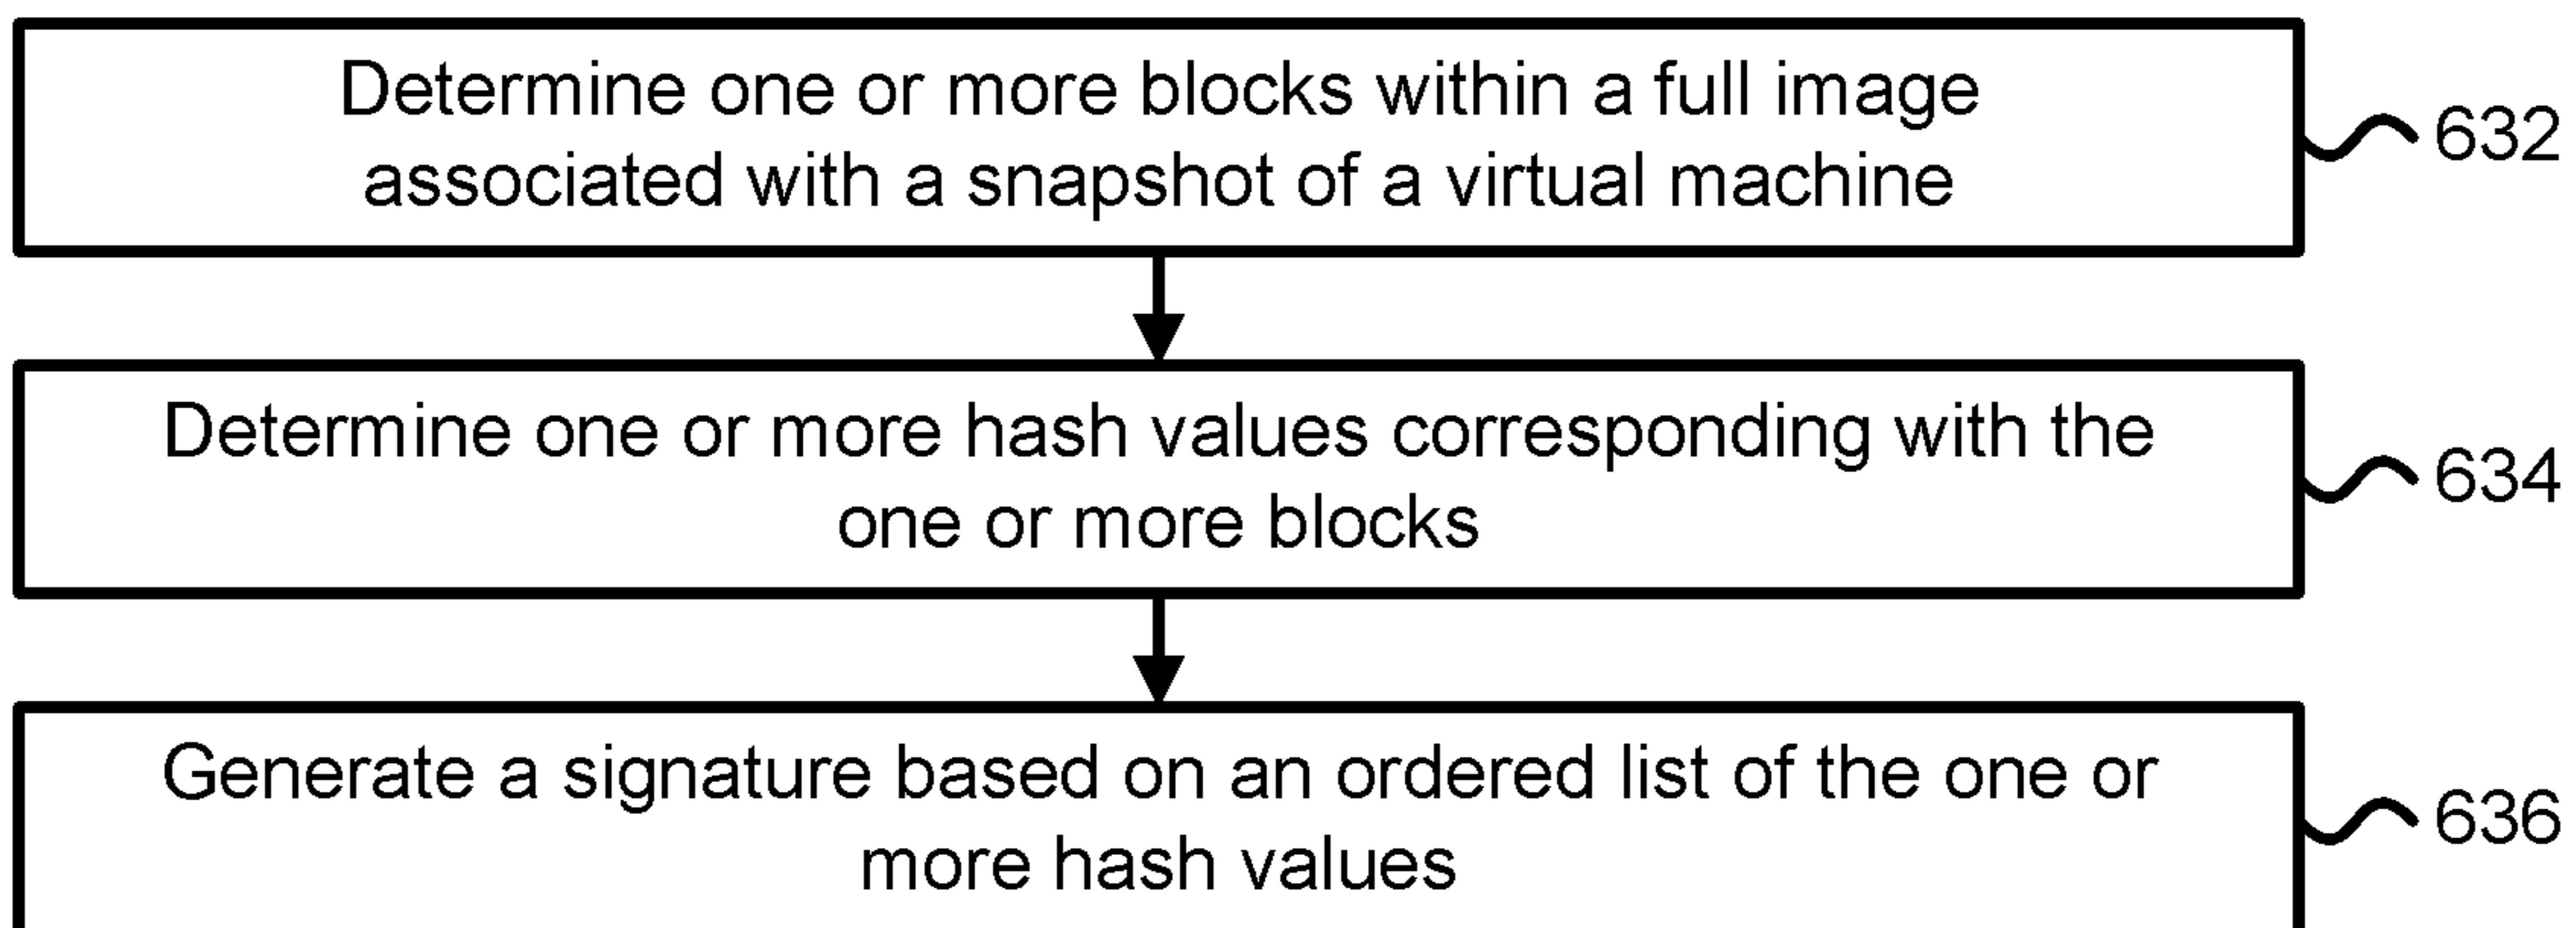 Determine one or more blocks within a full image
associated with a snapshot of a virtual machine
632
Determine one or more hash values corresponding with the
one or more blocks
634
Generate a signature based on an ordered list of the one or
more hash values
636